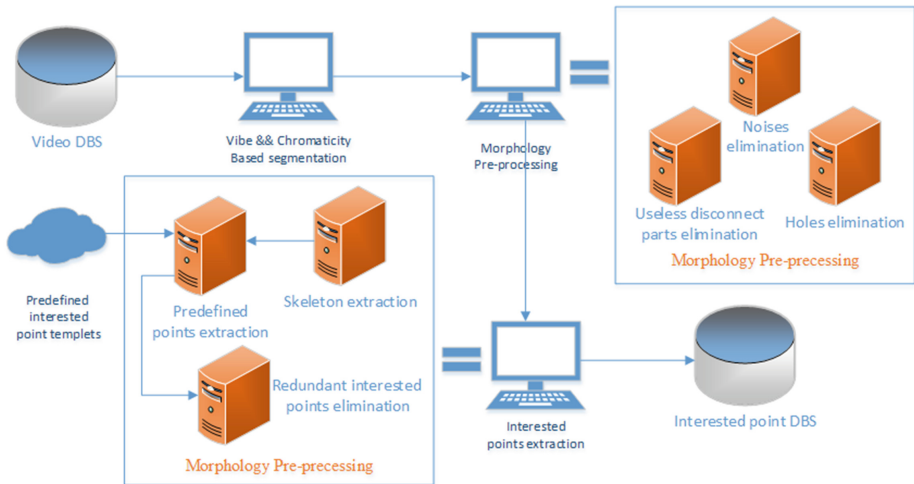 Video DBS
Vibe && Chromaticity
Based segmentation
Morphology
Pre-processing
Noises
elimination
Useless disconnect
parts elimination
Holes elimination
Morphology Pre-precessing
Predefined
interested
point templets
Predefined
points extraction
Skeleton extraction
Redundant interested
points elimination
Morphology Pre-precessing
Interested
points extraction
Interested point DBS